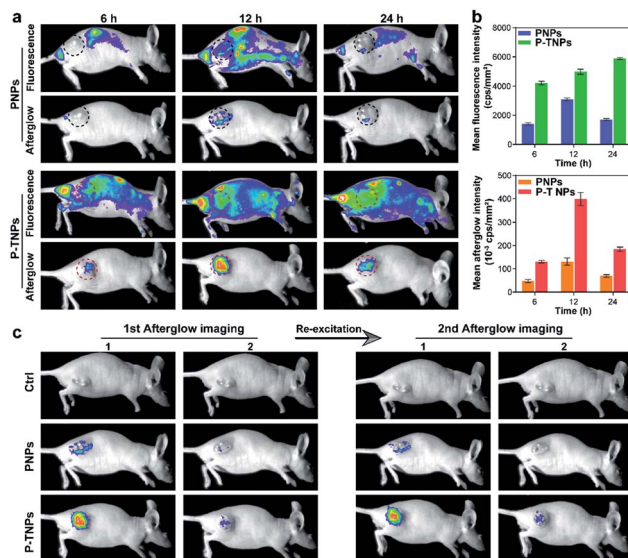 a
6 h
12 h
24 h
PNPs
Fluorescence
Afterglow
P-TNPs
Fluorescence
Afterglow
b
Mean fluorescence intensity
(cps/mm²)
8000
6000
4000
2000
0
PNPs
P-TNPs
6
12
24
Time (h)
Mean afterglow intensity
(10⁻³ cps/mm²)
500
400
300
200
100
0
PNPs
P-T NPs
6
12
24
Time (h)
c
1st Afterglow imaging
Re-excitation
2nd Afterglow imaging
1
2
1
2
Ctrl
PNPs
P-TNPs